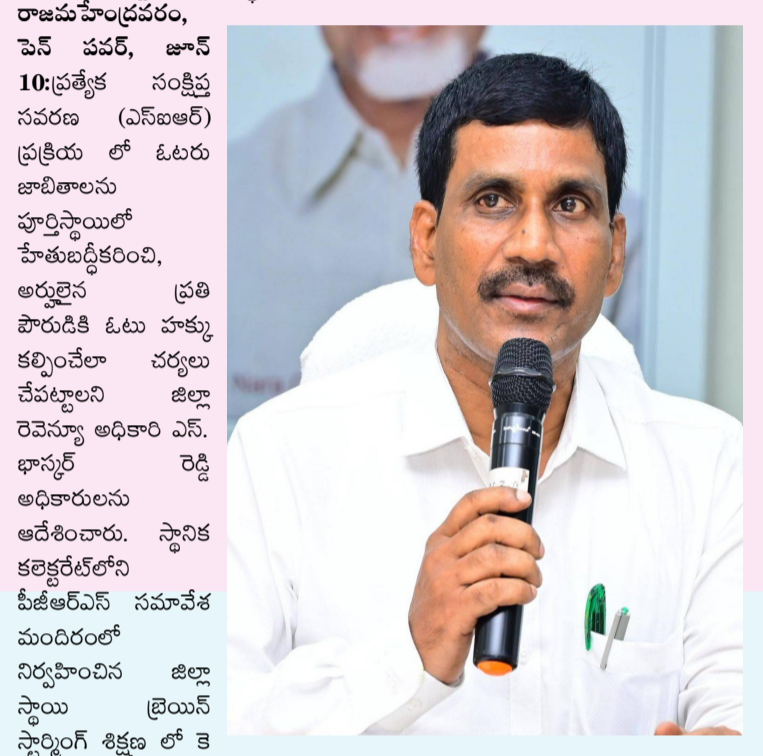 రాజమహేంద్రవరం,
పెన్ పవర్, జూన్
10:ప్రత్యేక సంక్షిప్త
సవరణ (ఎస్ఐఆర్)
ప్రక్రియ లో ఓటరు
జాబితాలను
పూర్తిస్థాయిలో
హేతుబద్ధీకరించి,
అర్హులైన ప్రతి
పౌరుడికి ఓటు హక్కు
కల్పించేలా చర్యలు
చేపట్టాలని జిల్లా
రెవెన్యూ అధికారి ఎస్.
భాస్కర్ రెడ్డి
అధికారులను
ఆదేశించారు. స్థానిక
కలెక్టరేట్‌లోని
పీజీఆర్ఎస్ సమావేశ
మందిరంలో
నిర్వహించిన జిల్లా
స్థాయి బ్రెయిన్
స్టార్మింగ్ శిక్షణ లో కె